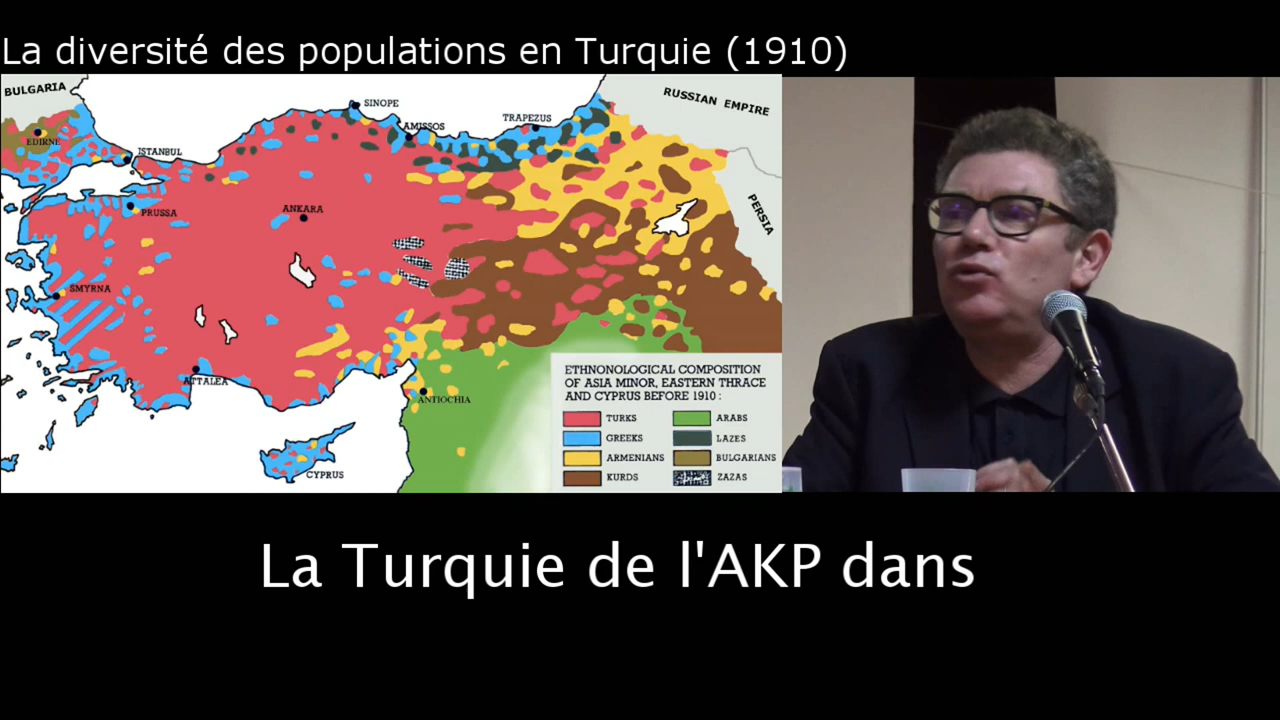 La diversité des populations en Turquie (1910)
BULGARIA
SINOPE
RUSSIAN EMPIRE
AMISSOS
TRAPEZUS
EDIRNE
ISTANBUL
PERSIA
PRUSSA
ANKARA
SMYRNA
ATTALEA
ANTIOCHIA
CYPRUS
ETHNONOLOGICAL COMPOSITION
OF ASIA MINOR, EASTERN THRACE
AND CYPRUS BEFORE 1910 :
TURKS
ARABS
GREEKS
LAZES
ARMENIANS
BULGARIANS
KURDS
ZAZAS
La Turquie de l'AKP dans